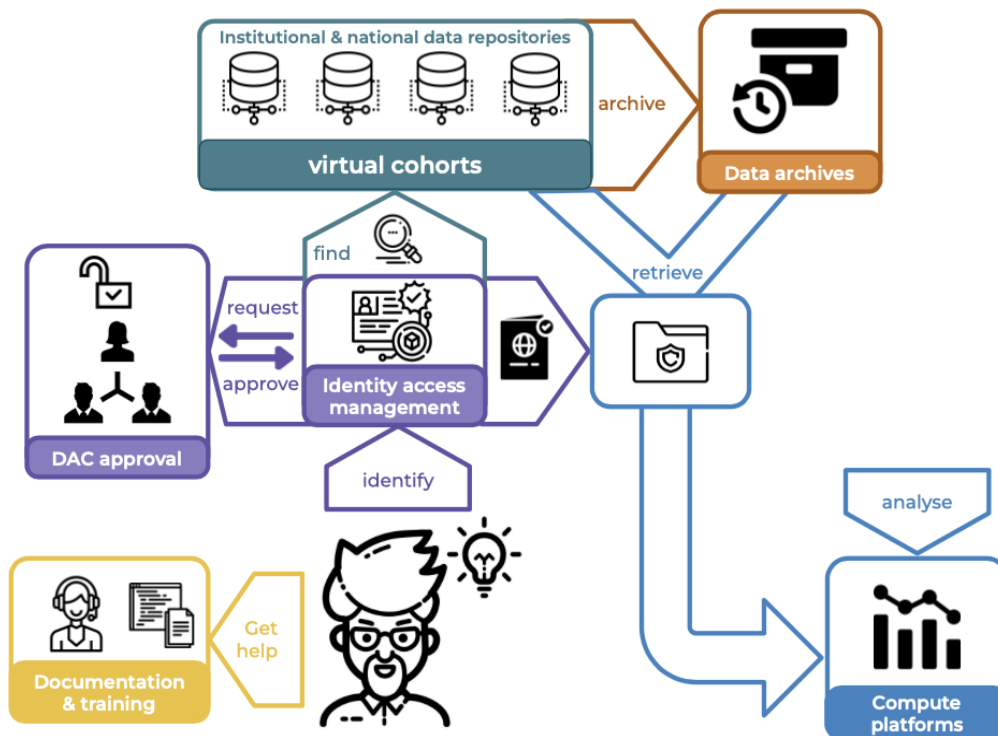 Institutional & national data repositories
virtual cohorts
archive
Data archives
find
retrieve
request
approve
Identity access
management
DAC approval
identify
analyse
Get
help
Documentation
& training
Compute
platforms